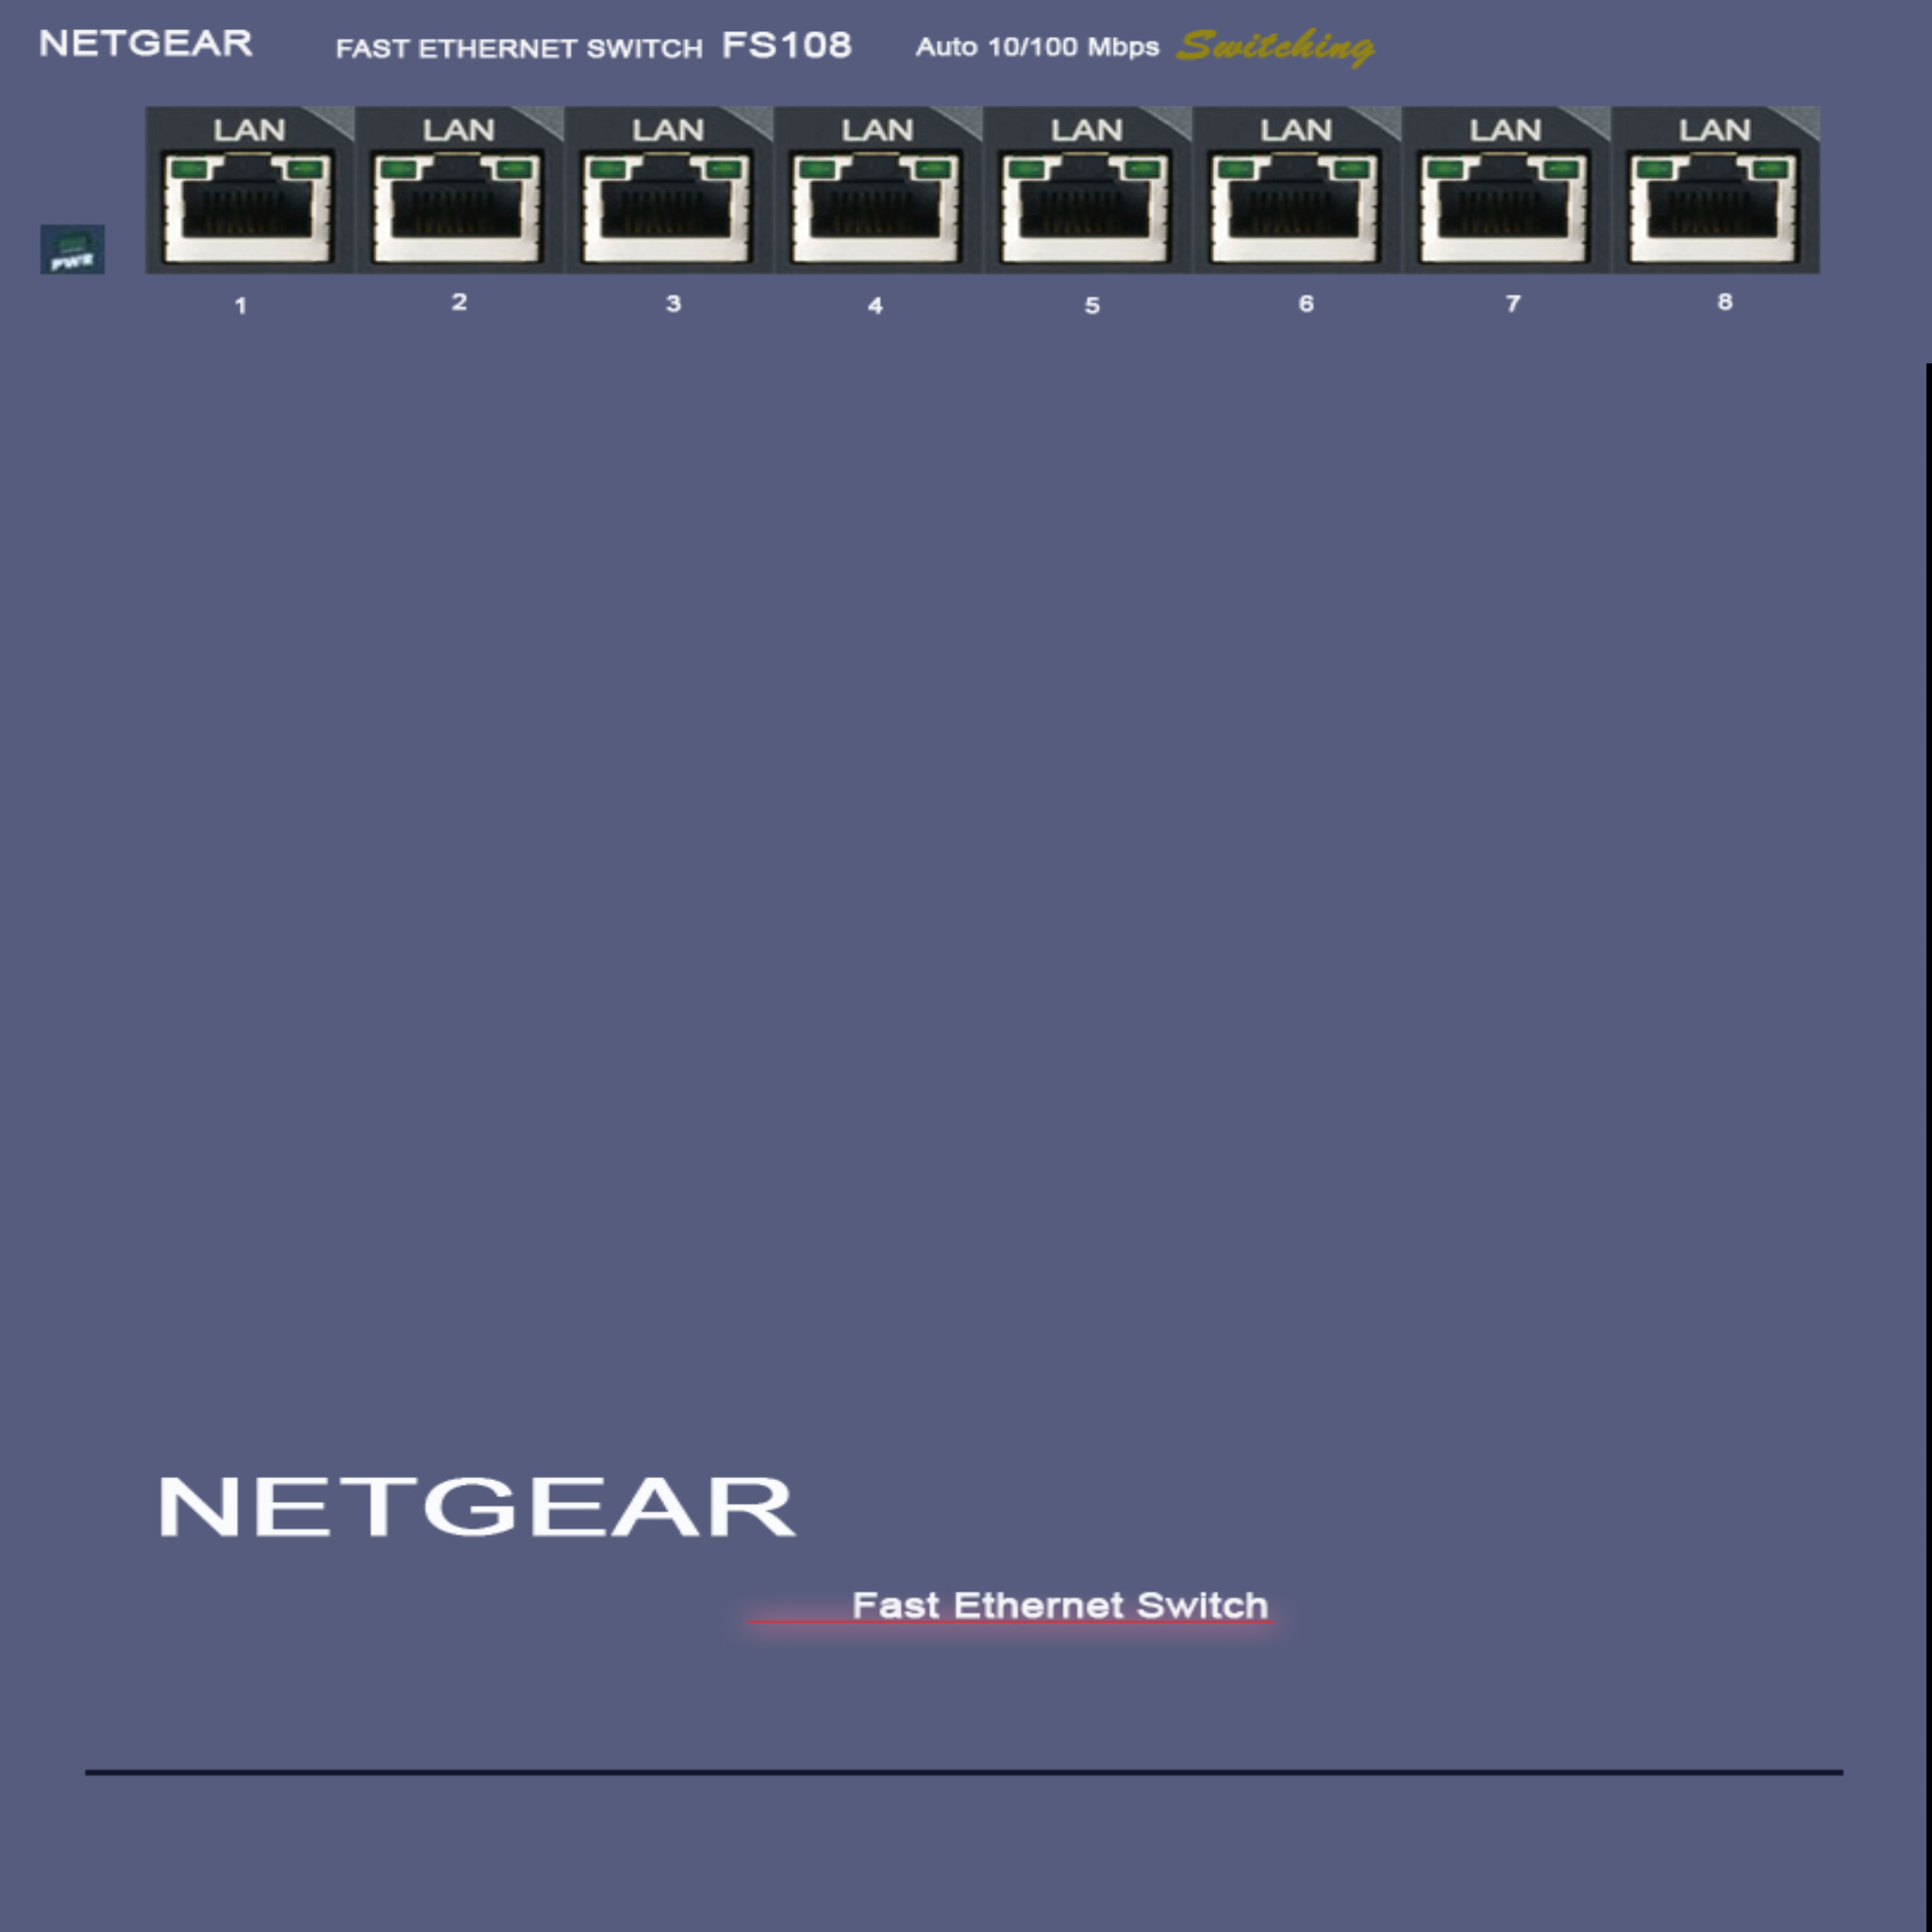 NETGEAR FAST ETHERNET SWITCH FS108 Auto 10/100 Mbps Switching
LAN LAN LAN LAN LAN LAN LAN LAN
PWR
1 2 3 4 5 6 7 8
NETGEAR
Fast Ethernet Switch